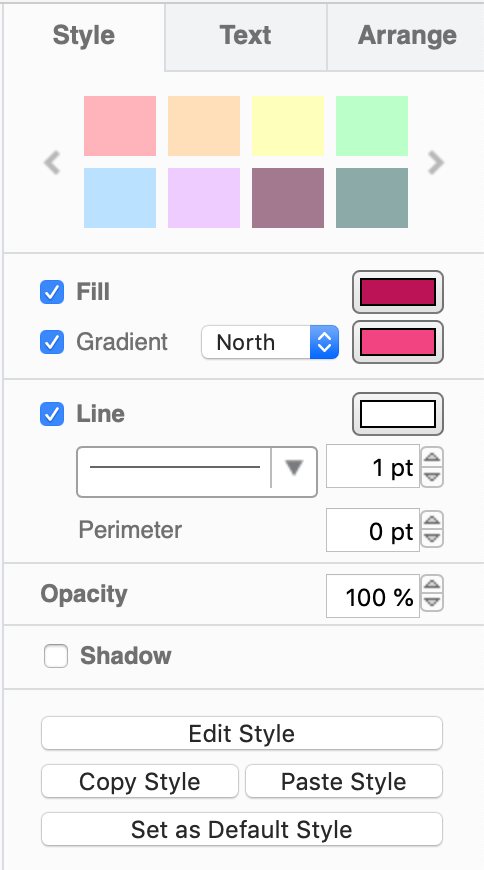 Style Text Arrange
Fill
Gradient North
Line
1 pt
Perimeter 0 pt
Opacity 100 %
Shadow
Edit Style
Copy Style Paste Style
Set as Default Style